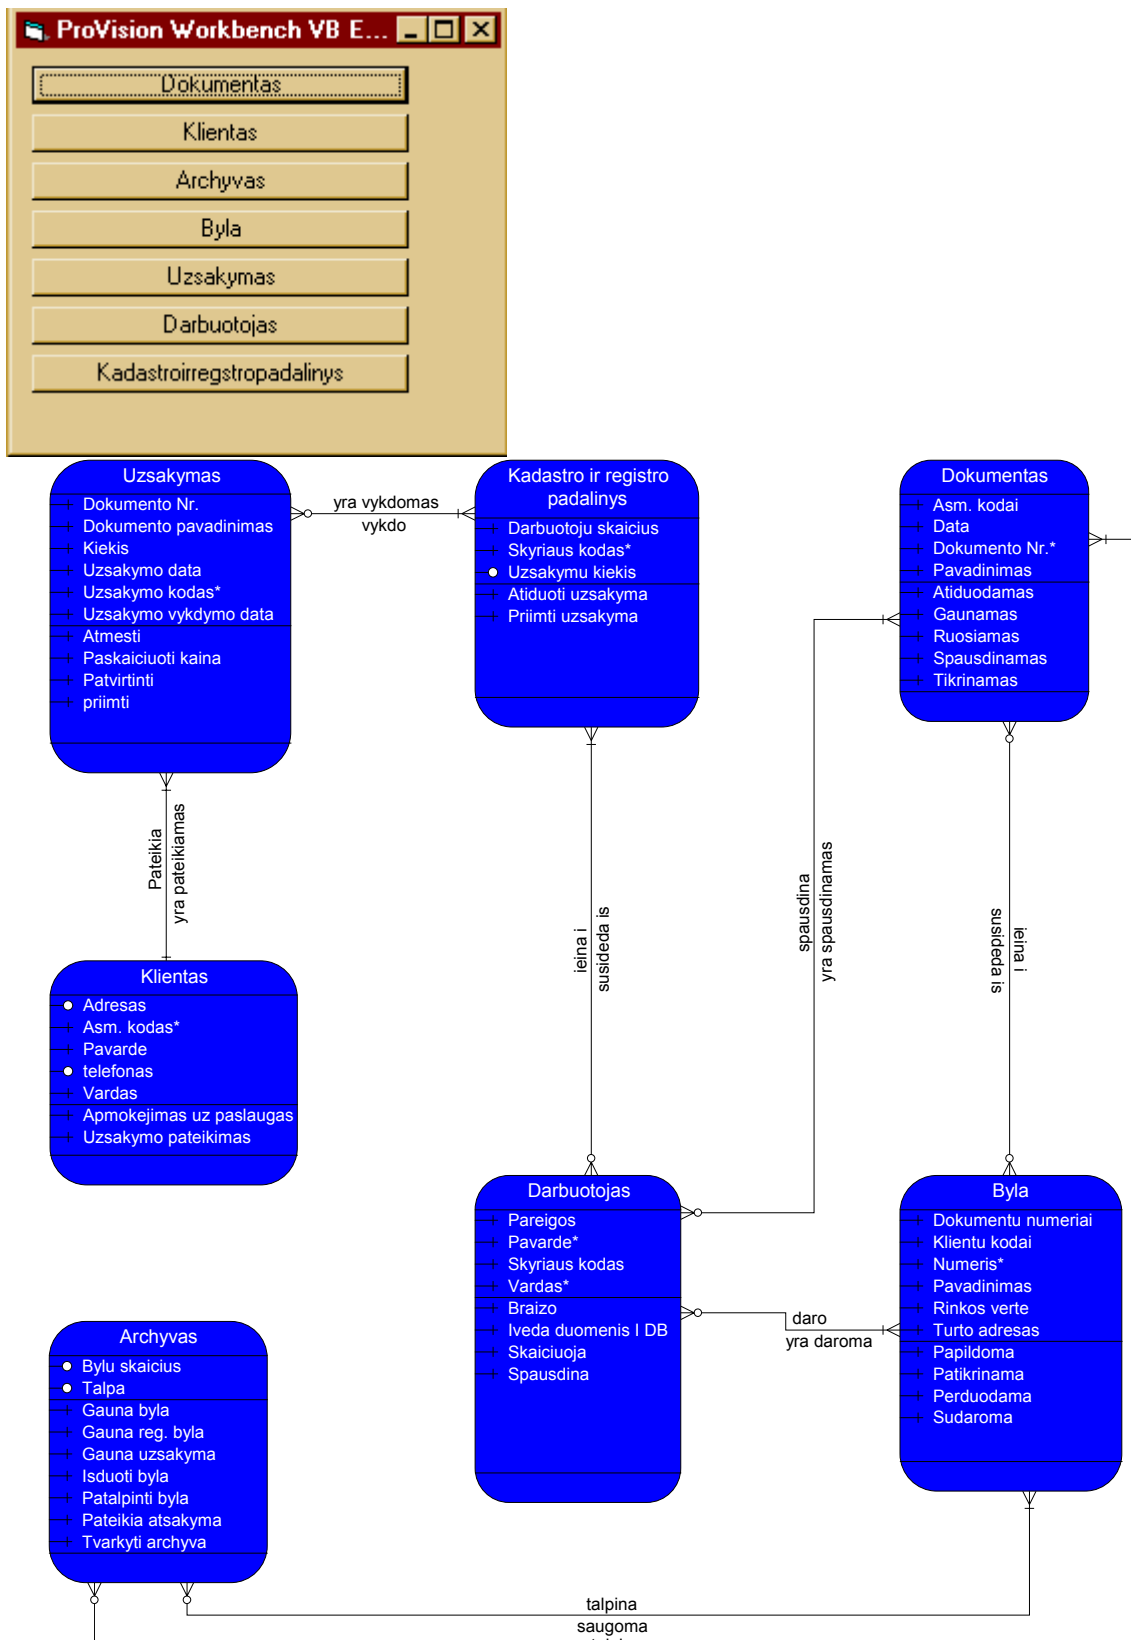 ProVision Workbench VB E...
Dokumentas
Klientas
Archyvas
Byla
Uzsakymas
Darbuotojas
Kadastroirregstropadalinys
Uzsakymas
Dokumento Nr.
Dokumento pavadinimas
Kiekis
Uzsakymo data
Uzsakymo kodas*
Uzsakymo vykdymo data
Atmesti
Paskaiciuoti kaina
Patvirtinti
priimti
yra vykdomas
vykdo
Kadastro ir registro
padalinys
Darbuotoju skaicius
Skyriaus kodas*
Uzsakymu kiekis
Atiduoti uzsakyma
Priimti uzsakyma
Dokumentas
Asm. kodai
Data
Dokumento Nr.*
Pavadinimas
Atiduodamas
Gaunamas
Ruosiamas
Spausdinamas
Tikrinamas
Pateikia
yra pateikiamas
ieina i
susideda is
spausdina
yra spausdinamas
ieina i
susideda is
Klientas
Adresas
Asm. kodas*
Pavarde
telefonas
Vardas
Apmokejimas uz paslaugas
Uzsakymo pateikimas
Darbuotojas
Pareigos
Pavarde*
Skyriaus kodas
Vardas*
Braizo
Iveda duomenis I DB
Skaiciuoja
Spausdina
daro
yra daroma
Byla
Dokumentu numeriai
Klientu kodai
Numeris*
Pavadinimas
Rinkos verte
Turto adresas
Papildoma
Patikrinama
Perduodama
Sudaroma
Archyvas
Bylu skaicius
Talpa
Gauna byla
Gauna reg. byla
Gauna uzsakyma
Isduoti byla
Patalpinti byla
Pateikia atsakyma
Tvarkyti archyva
talpina
saugoma